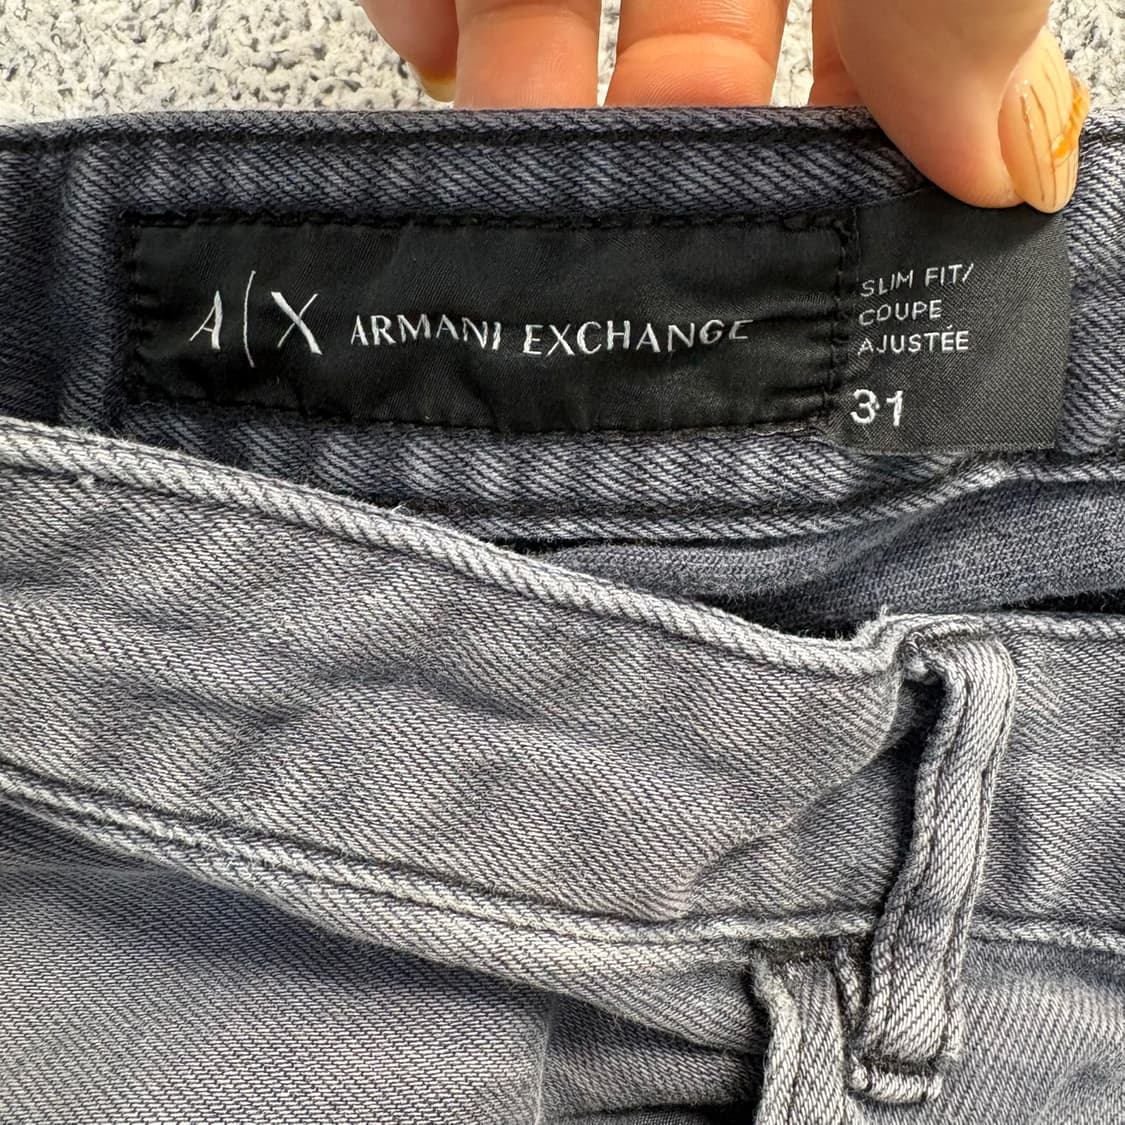 A|X ARMANI EXCHANGE
SLIM FIT/
COUPE
AJUSTÉE
31